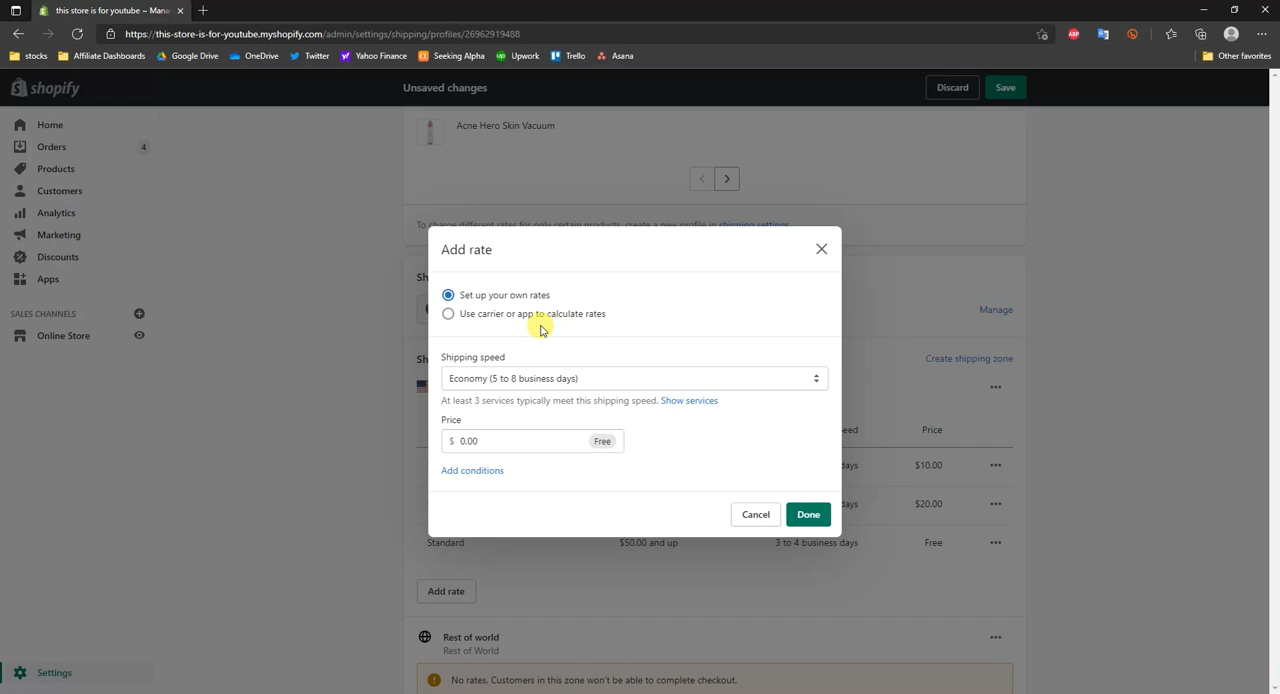 this store is for youtube ~ Mana
https://this-store-is-for-youtube.myshopify.com/admin/settings/shipping/profiles/26962919488
stocks Affiliate Dashboards Google Drive OneDrive Twitter Yahoo Finance Seeking Alpha Upwork Trello Asana Other favorites
shopify Unsaved changes Discard Save
Home
Orders 4
Products
Customers
Analytics
Marketing
Discounts
Apps
SALES CHANNELS
Online Store
Settings
Acne Hero Skin Vacuum
To charge different rates for only certain products, create a new profile in shipping settings
Sh
Manage
Sh
Create shipping zone
Add rate
Set up your own rates
Use carrier or app to calculate rates
Shipping speed
Economy (5 to 8 business days)
At least 3 services typically meet this shipping speed. Show services
Price
$ 0.00 Free
Add conditions
Cancel Done
eed Price
days $10.00
days $20.00
Standard $50.00 and up 3 to 4 business days Free
Add rate
Rest of world
Rest of World
No rates. Customers in this zone won't be able to complete checkout.